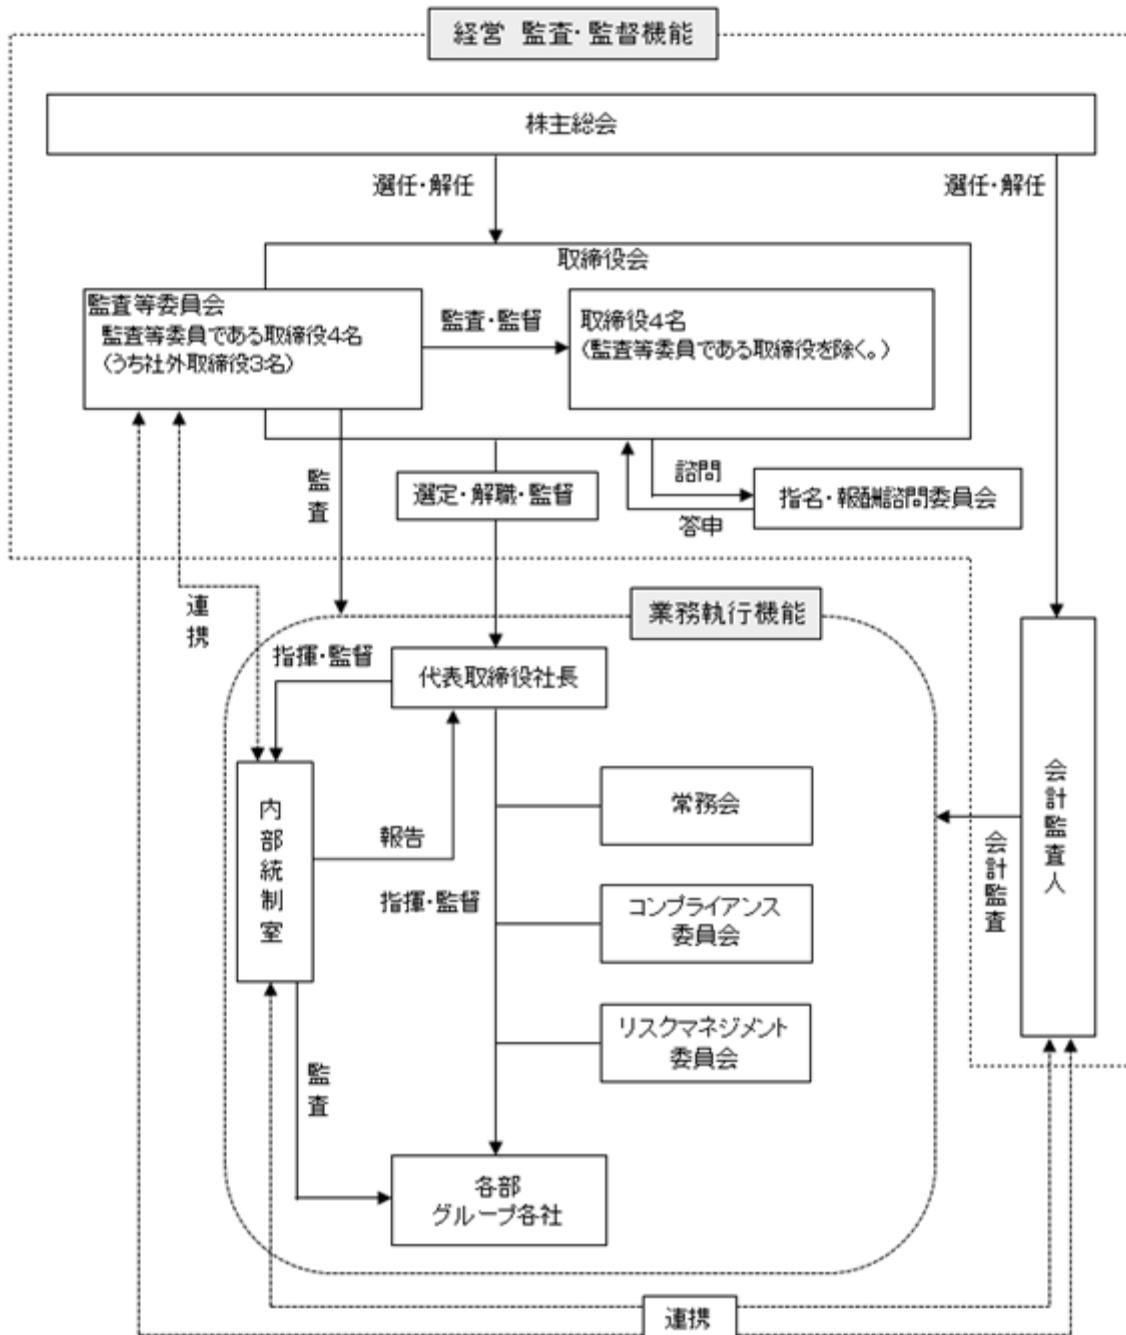 経営 監査・監督機能
株主総会
選任・解任
選任・解任
取締役会
監査等委員会
監査等委員である取締役4名
(うち社外取締役3名)
監査・監督
取締役4名
(監査等委員である取締役を除く。)
監査
選定・解職・監督
諮問
答申
指名・報酬諮問委員会
連携
業務執行機能
指揮・監督
代表取締役社長
内部統制室
報告
指揮・監督
常務会
コンプライアンス
委員会
リスクマネジメント
委員会
会計監査
会計監査人
監査
各部
グループ各社
連携